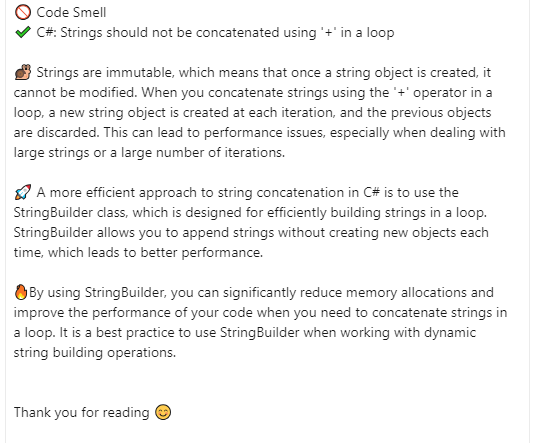 🚫 Code Smell
✔ C#: Strings should not be concatenated using '+' in a loop
🐌 Strings are immutable, which means that once a string object is created, it
cannot be modified. When you concatenate strings using the '+' operator in a
loop, a new string object is created at each iteration, and the previous objects
are discarded. This can lead to performance issues, especially when dealing with
large strings or a large number of iterations.
🚀 A more efficient approach to string concatenation in C# is to use the
StringBuilder class, which is designed for efficiently building strings in a loop.
StringBuilder allows you to append strings without creating new objects each
time, which leads to better performance.
🔥By using StringBuilder, you can significantly reduce memory allocations and
improve the performance of your code when you need to concatenate strings in
a loop. It is a best practice to use StringBuilder when working with dynamic
string building operations.
Thank you for reading 😊